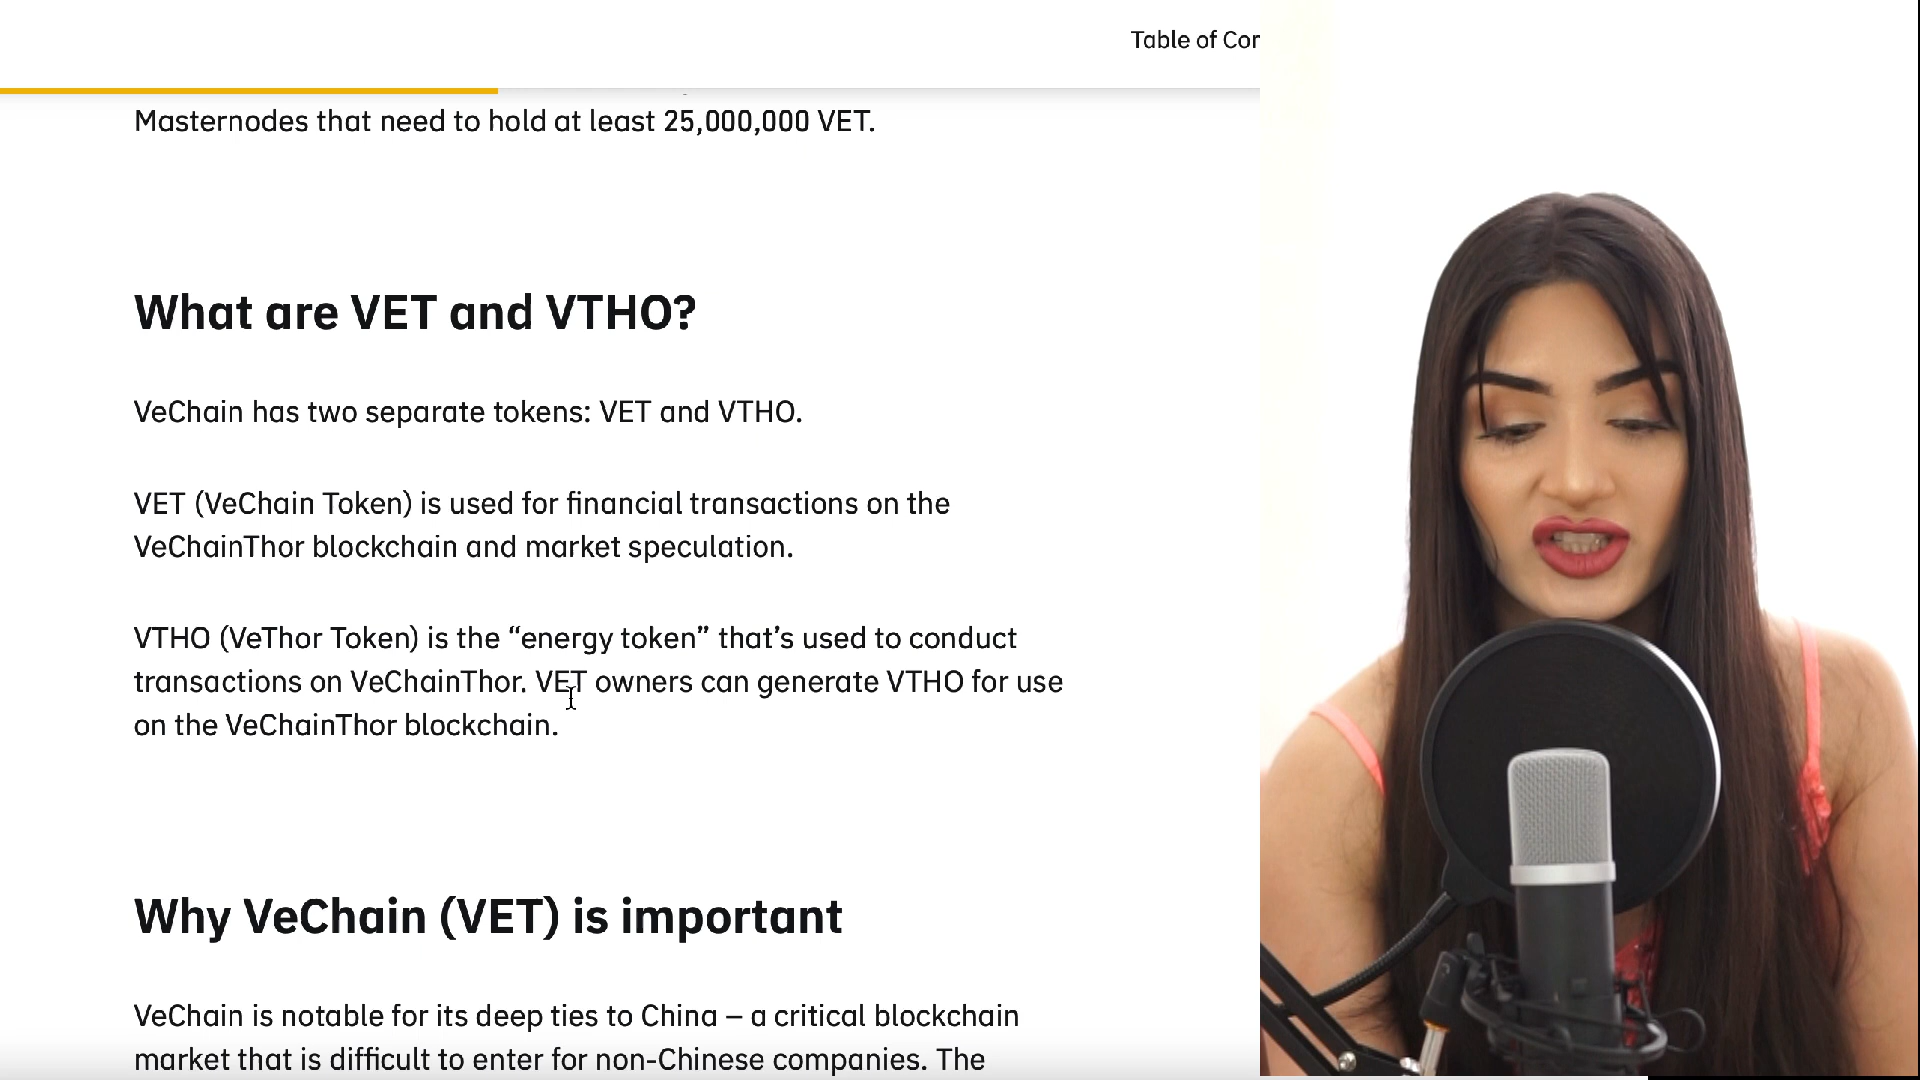 Table of Con
Masternodes that need to hold at least 25,000,000 VET.
What are VET and VTHO?
VeChain has two separate tokens: VET and VTHO.
VET (VeChain Token) is used for financial transactions on the
VeChainThor blockchain and market speculation.
VTHO (VeThor Token) is the “energy token” that’s used to conduct
transactions on VeChainThor. VET owners can generate VTHO for use
on the VeChainThor blockchain.
Why VeChain (VET) is important
VeChain is notable for its deep ties to China – a critical blockchain
market that is difficult to enter for non-Chinese companies. The